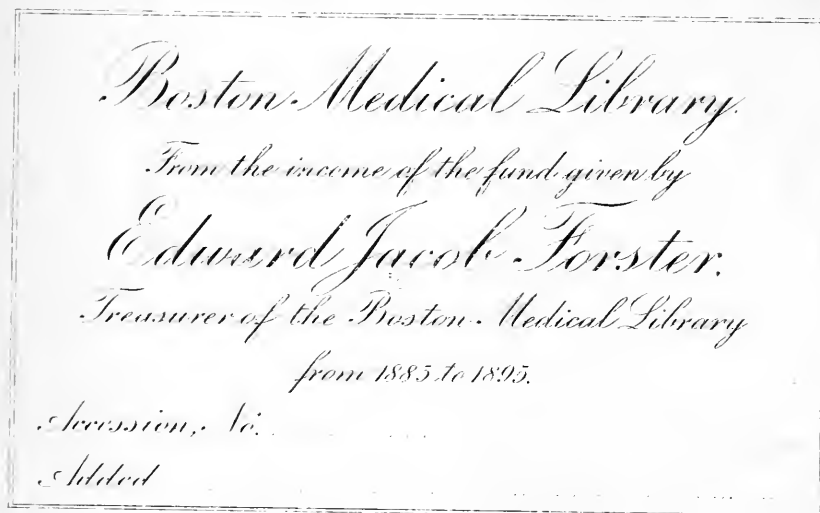 Boston Medical Library.
From the income of the fund given by
Edward Jacob Forster.
Treasurer of the Boston Medical Library
from 1885 to 1895.
Accession, No.
Added